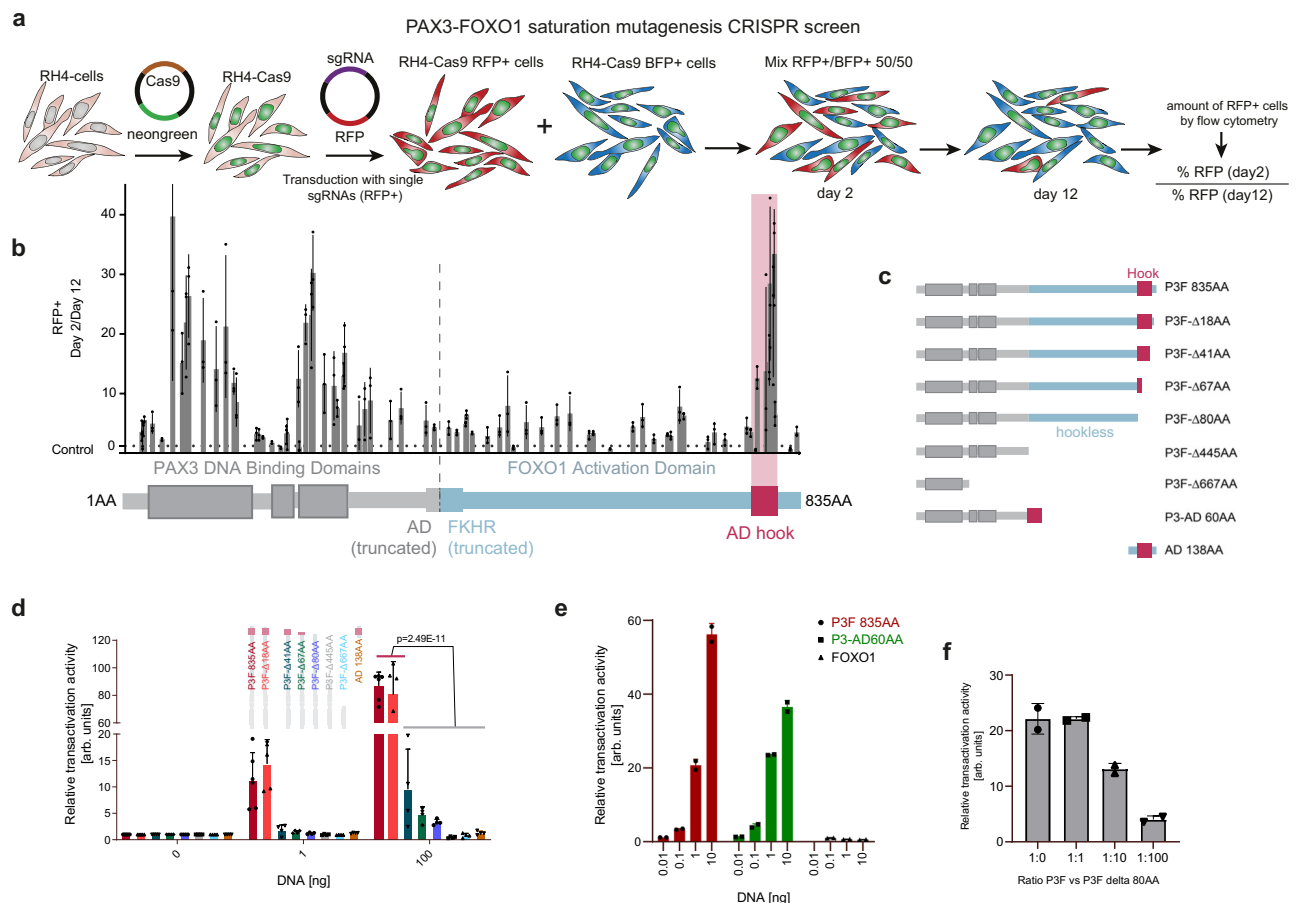 a
PAX3-FOXO1 saturation mutagenesis CRISPR screen
RH4-cells
Cas9
neongreen
RH4-Cas9
sgRNA
RFP
Transduction with single
sgRNAs (RFP+)
RH4-Cas9 RFP+ cells
+
RH4-Cas9 BFP+ cells
Mix RFP+/BFP+ 50/50
day 2
day 12
amount of RFP+ cells
by flow cytometry
% RFP (day2)
% RFP (day12)
b
RFP+
Day 2/Day 12
40
30
20
10
0
Control
PAX3 DNA Binding Domains
FOXO1 Activation Domain
1AA
835AA
AD
(truncated)
FKHR
(truncated)
AD hook
c
Hook
P3F 835AA
P3F-Δ18AA
P3F-Δ41AA
P3F-Δ67AA
P3F-Δ80AA
hookless
P3F-Δ445AA
P3F-Δ667AA
P3-AD 60AA
AD 138AA
d
Relative transactivation activity
[arb. units]
120
100
80
60
20
15
10
5
0
P3F 835AA
P3F-Δ18AA
P3F-Δ41AA
P3F-Δ67AA
P3F-Δ80AA
P3F-Δ445AA
P3F-Δ667AA
AD 138AA
p=2.49E-11
0
1
100
DNA [ng]
e
Relative transactivation activity
[arb. units]
60
40
20
0
P3F 835AA
P3-AD60AA
FOXO1
0.01 0.1 1 10 0.01 0.1 1 10 0.01 0.1 1 10
DNA [ng]
f
Relative transactivation activity
[arb. units]
30
20
10
0
1:0 1:1 1:10 1:100
Ratio P3F vs P3F delta 80AA